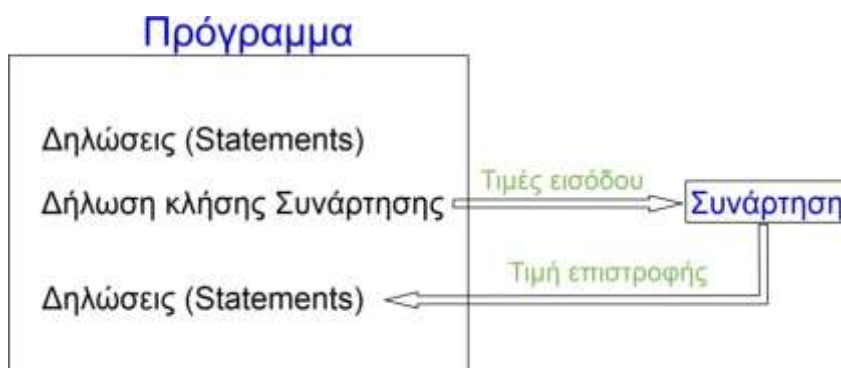 Πρόγραμμα
Δηλώσεις (Statements)
Δήλωση κλήσης Συνάρτησης
Τιμές εισόδου
Συνάρτηση
Τιμή επιστροφής
Δηλώσεις (Statements)